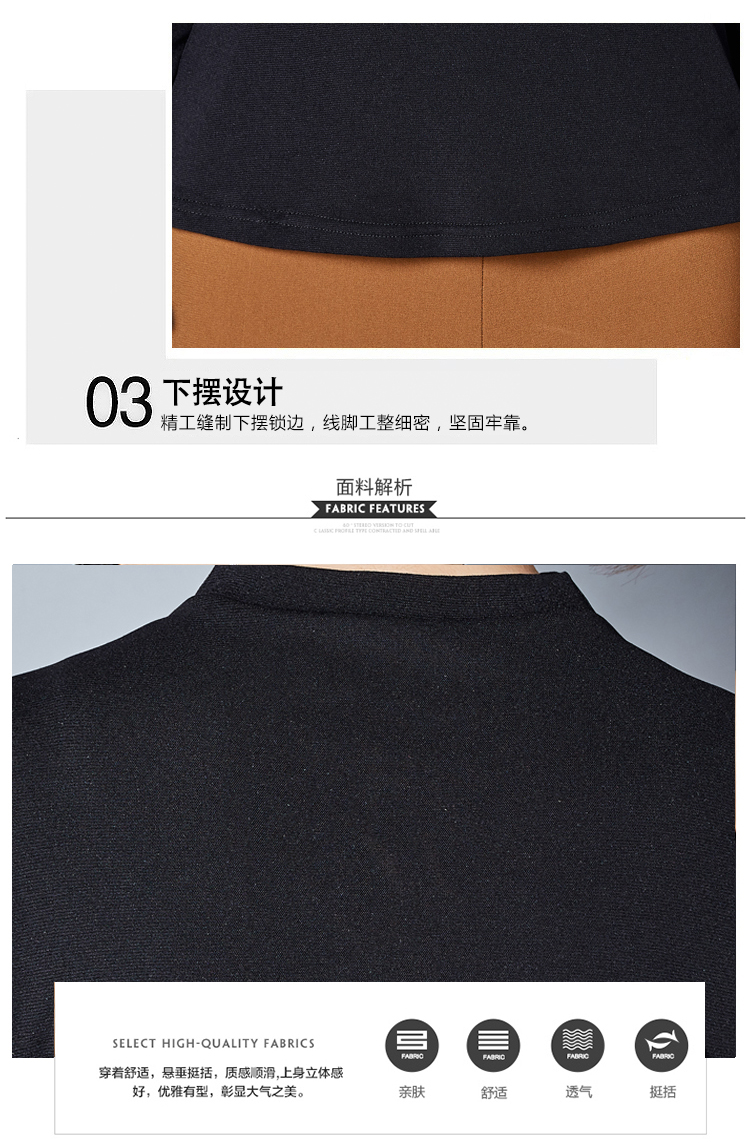 03 下摆设计
精工缝制下摆锁边，线脚工整细密，坚固牢靠。
面料解析
FABRIC FEATURES
SELECT HIGH-QUALITY FABRICS
穿着舒适，悬垂挺括，质感顺滑,上身立体感
好，优雅有型，彰显大气之美。
FABRIC FABRIC FABRIC FABRIC
亲肤 舒适 透气 挺括